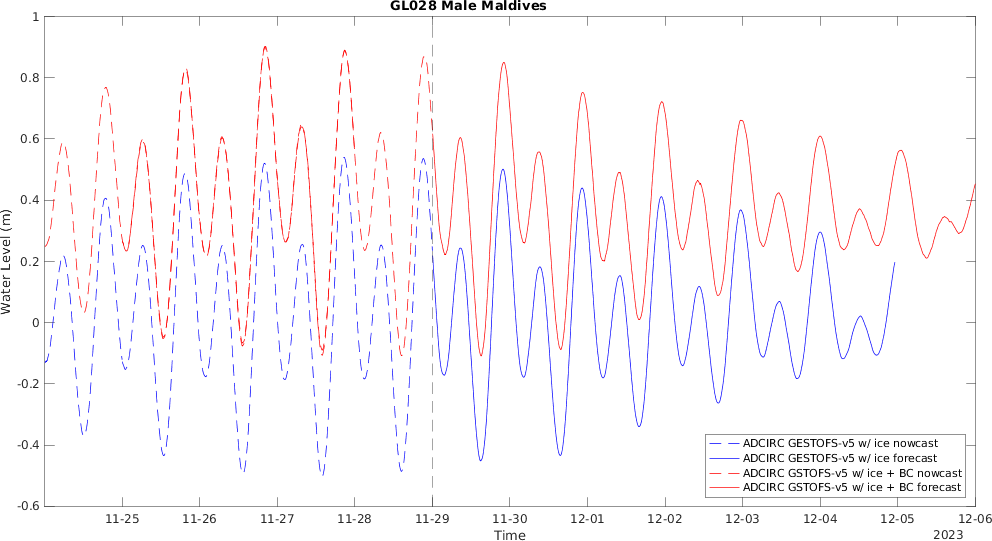 GL028 Male Maldives
1
0.8
0.6
0.4
0.2
0
-0.2
-0.4
-0.6
Water Level (m)
11-25 11-26 11-27 11-28 11-29 11-30 12-01 12-02 12-03 12-04 12-05 12-06
Time
2023
ADCIRC GESTOFS-v5 w/ ice nowcast
ADCIRC GESTOFS-v5 w/ ice forecast
ADCIRC GSTOFS-v5 w/ ice + BC nowcast
ADCIRC GSTOFS-v5 w/ ice + BC forecast